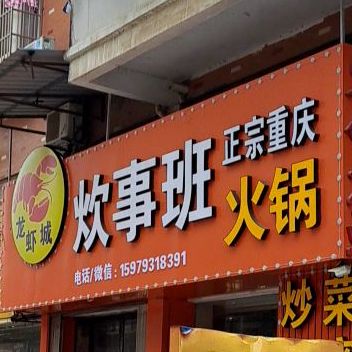 龙虾城
炊事班
正宗重庆
火锅
电话/微信：15979318391
炒菜